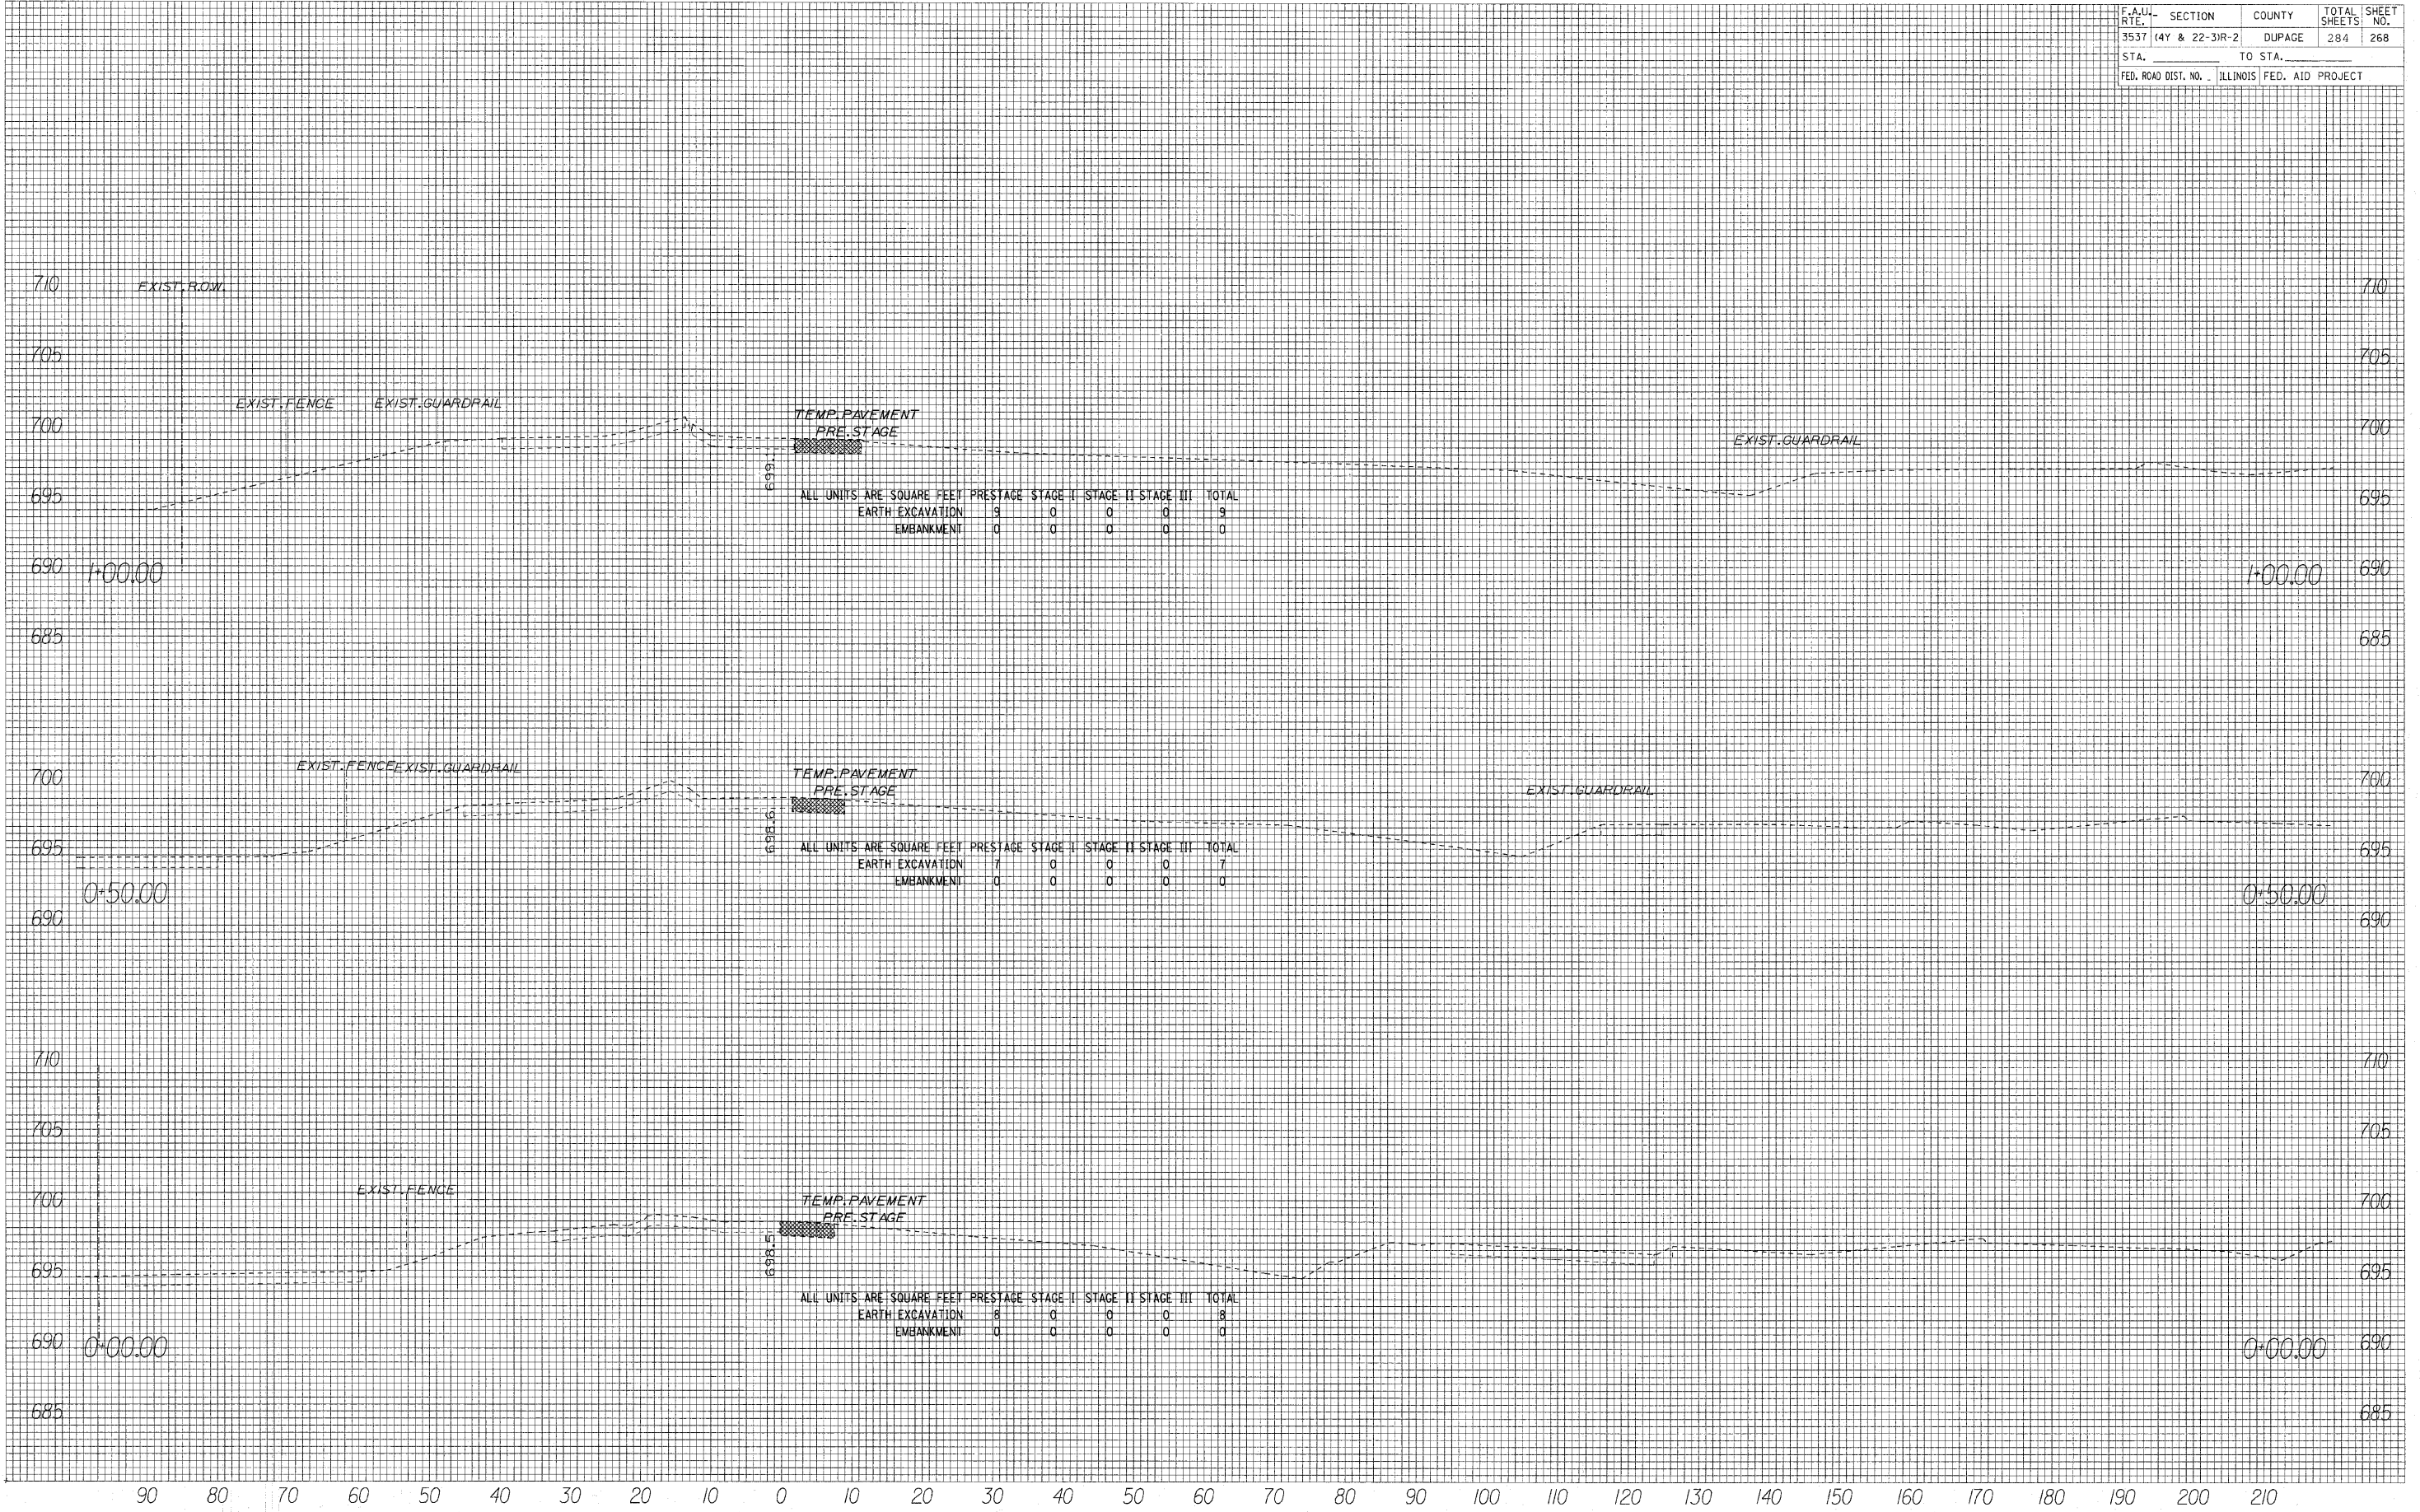 F.A.U. RTE. - SECTION COUNTY TOTAL SHEETS SHEET NO.
3537 (4Y & 22-3)R-2 DUPAGE 284 268
STA. TO STA.
FED. ROAD DIST. NO. - ILLINOIS FED. AID PROJECT
710 EXIST.R.O.W. 710
705 705
EXIST.FENCE EXIST.GUARDRAIL
700 TEMP.PAVEMENT 700
PRE.STAGE EXIST.GUARDRAIL
699.1
695 ALL UNITS ARE SQUARE FEET PRESTAGE STAGE I STAGE II STAGE III TOTAL 695
EARTH EXCAVATION 9 0 0 0 9
EMBANKMENT 0 0 0 0 0
690 1+00.00 1+00.00 690
685 685
EXIST.FENCE EXIST.GUARDRAIL
700 TEMP.PAVEMENT 700
PRE.STAGE EXIST.GUARDRAIL
698.6
695 ALL UNITS ARE SQUARE FEET PRESTAGE STAGE I STAGE II STAGE III TOTAL 695
EARTH EXCAVATION 7 0 0 0 7
EMBANKMENT 0 0 0 0 0
0+50.00 0+50.00
690 690
710 710
705 705
EXIST.FENCE
700 TEMP.PAVEMENT 700
PRE.STAGE
698.5
695 695
ALL UNITS ARE SQUARE FEET PRESTAGE STAGE I STAGE II STAGE III TOTAL
EARTH EXCAVATION 8 0 0 0 8
EMBANKMENT 0 0 0 0 0
690 0+00.00 0+00.00 690
685 685
90 80 70 60 50 40 30 20 10 0 10 20 30 40 50 60 70 80 90 100 110 120 130 140 150 160 170 180 190 200 210